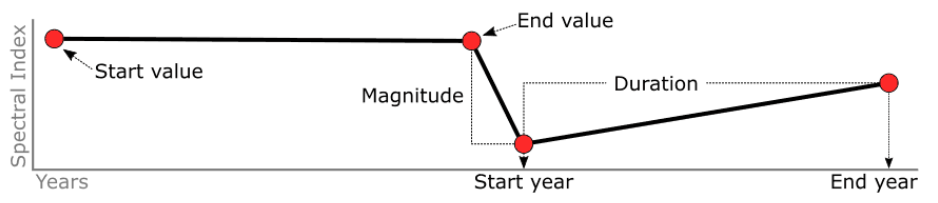 Spectral Index
Start value
End value
Magnitude
Duration
Years
Start year
End year